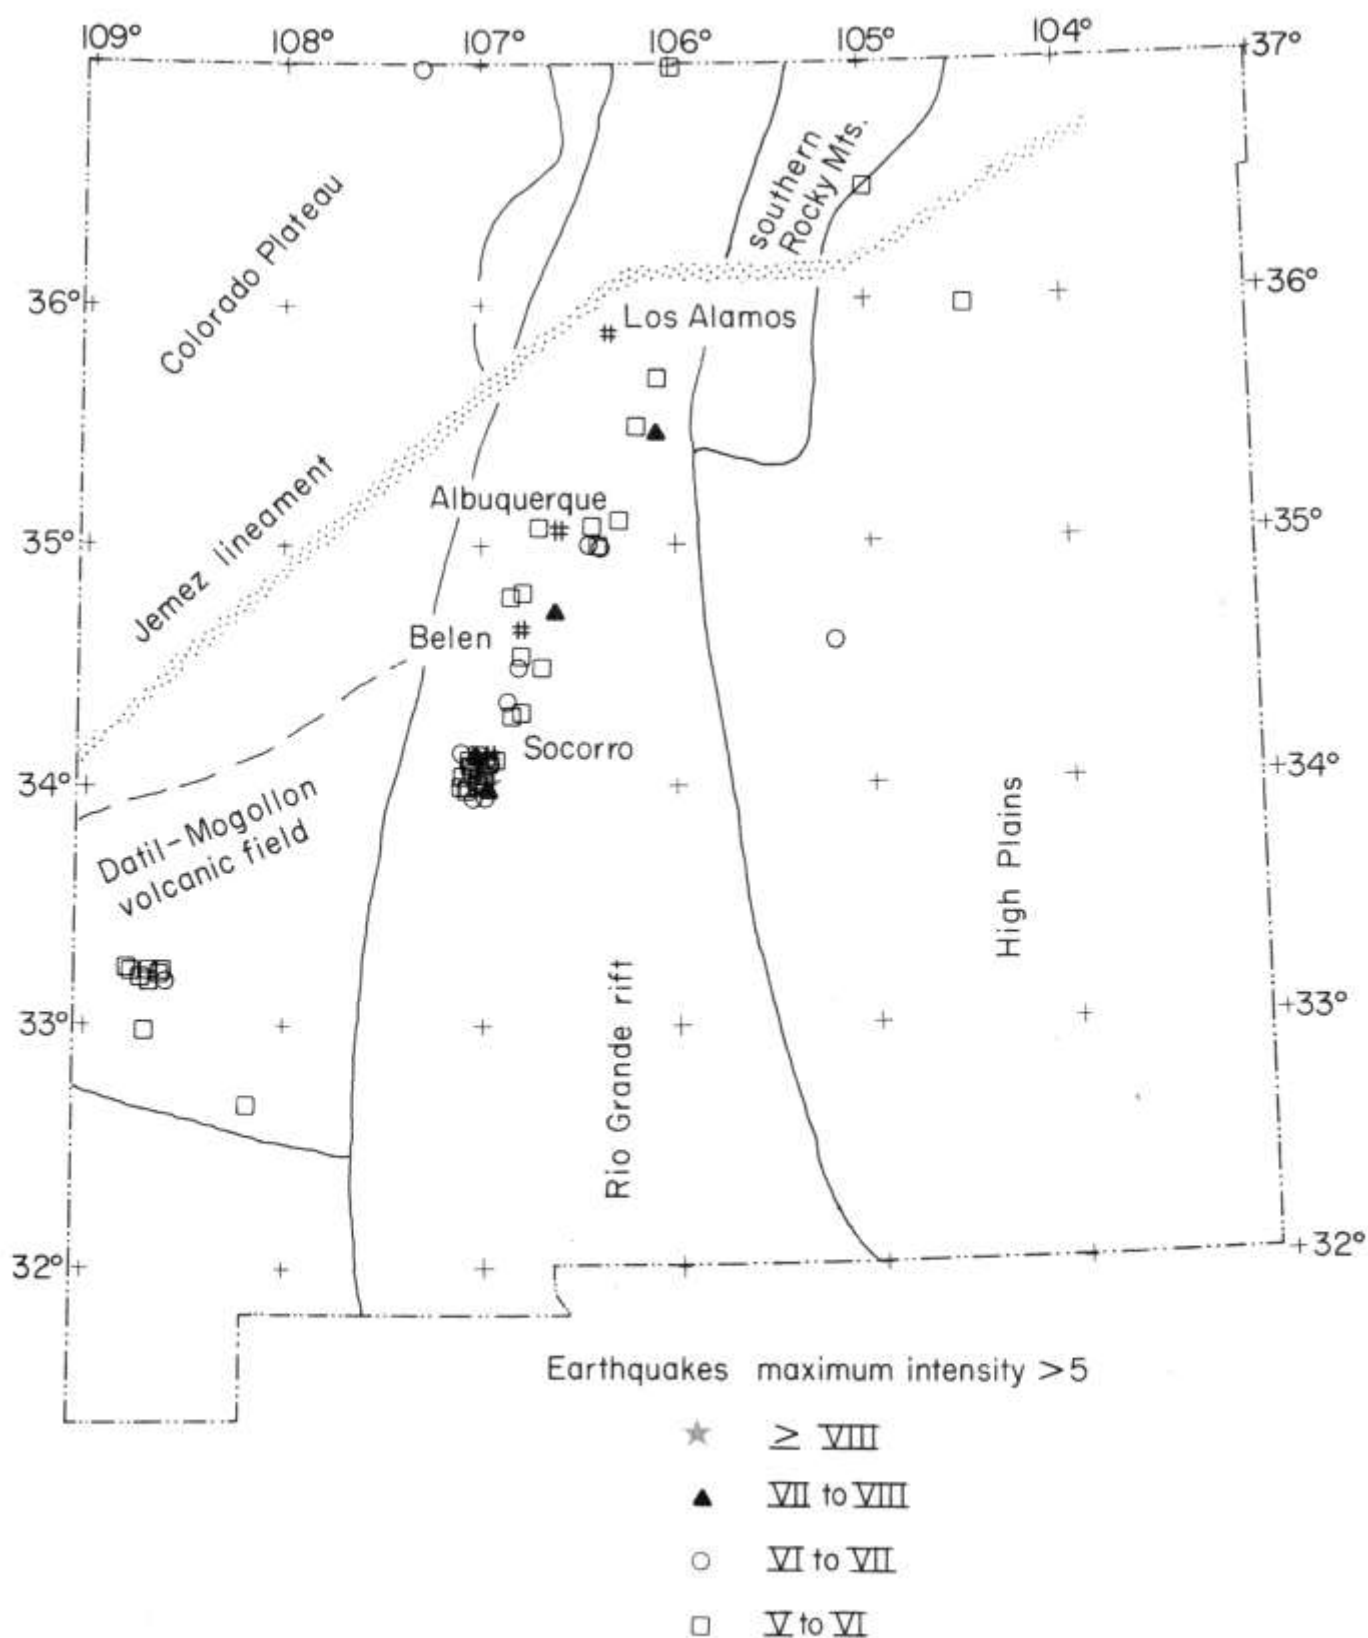 109° 108° 107° 106° 105° 104° 37°
southern
Rocky Mts.
Colorado Plateau
36° 36°
Los Alamos
Jemez lineament
Albuquerque
35° 35°
Belen
Socorro
34° 34°
Datil-Mogollon
volcanic field
High Plains
Rio Grande rift
33° 33°
32° 32°
Earthquakes maximum intensity >5
≥ VIII
VII to VIII
VI to VII
V to VI